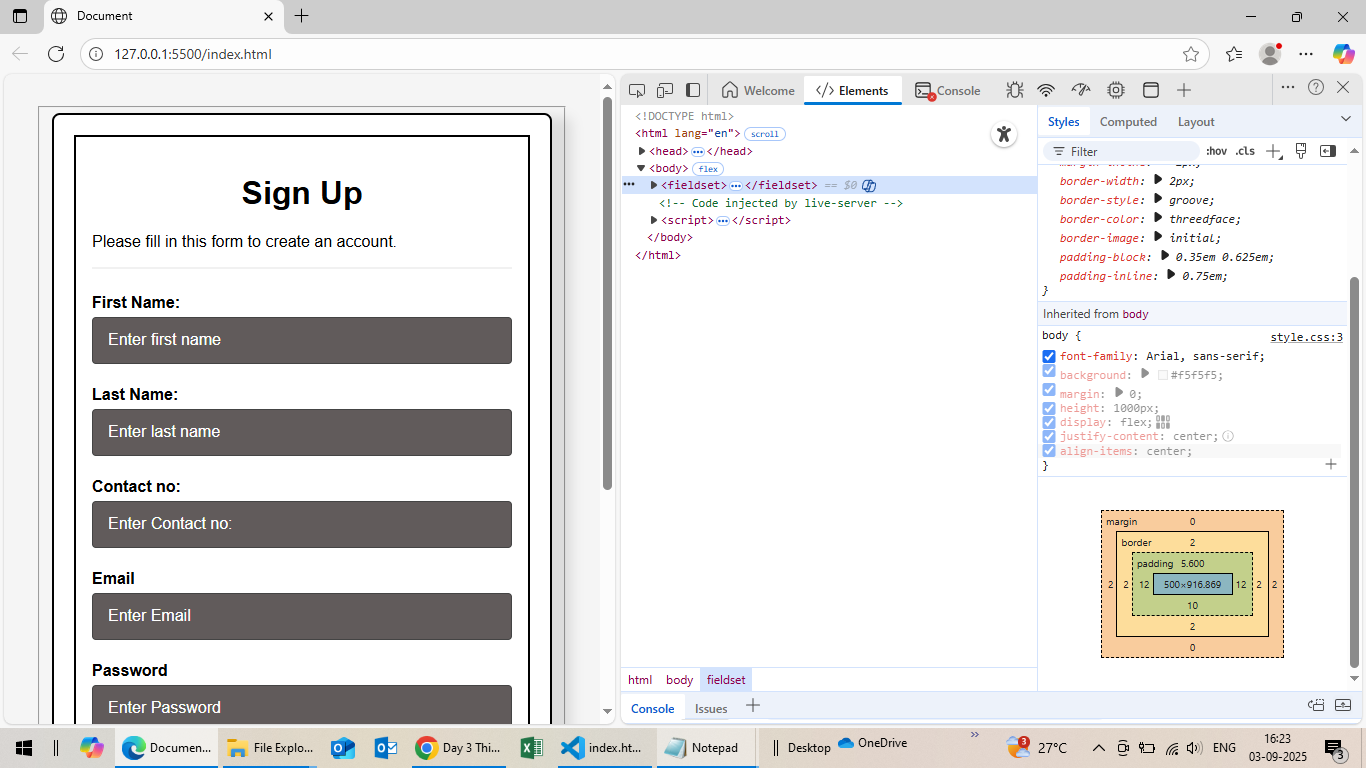 Document
127.0.0.1:5500/index.html
Sign Up
Please fill in this form to create an account.
First Name:
Enter first name
Last Name:
Enter last name
Contact no:
Enter Contact no:
Email
Enter Email
Password
Enter Password
Welcome
Elements
Console
<!DOCTYPE html>
<html lang="en"> scroll
<head> </head>
<body> flex
<fieldset> </fieldset> == $0
<!-- Code injected by live-server -->
<script> </script>
</body>
</html>
html body fieldset
Console Issues
Styles Computed Layout
Filter :hov .cls
border-width: 2px;
border-style: groove;
border-color: threedface;
border-image: initial;
padding-block: 0.35em 0.625em;
padding-inline: 0.75em;
}
Inherited from body
body { style.css:3
font-family: Arial, sans-serif;
background: #f5f5f5;
margin: 0;
height: 1000px;
display: flex;
justify-content: center;
align-items: center;
}
margin 0
border 2
padding 5.600
2 2 12 500×916.869 12 2 2
10
2
0
Documen...
File Explo...
Day 3 Thi...
index.ht...
Notepad
Desktop
OneDrive
3
27°C
ENG
16:23
03-09-2025
3